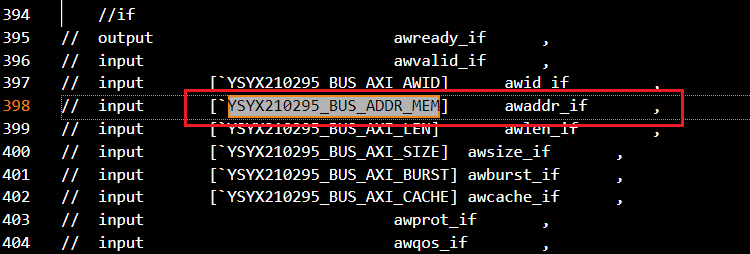 394 //if
395 // output awready_if ,
396 // input awvalid_if ,
397 // input [`YSYX210295_BUS_AXI_AWID] awid_if ,
398 // input [`YSYX210295_BUS_ADDR_MEM] awaddr_if ,
399 // input [`YSYX210295_BUS_AXI_LEN] awlen_if ,
400 // input [`YSYX210295_BUS_AXI_SIZE] awsize_if ,
401 // input [`YSYX210295_BUS_AXI_BURST] awburst_if ,
402 // input [`YSYX210295_BUS_AXI_CACHE] awcache_if ,
403 // input awprot_if ,
404 // input awqos_if ,